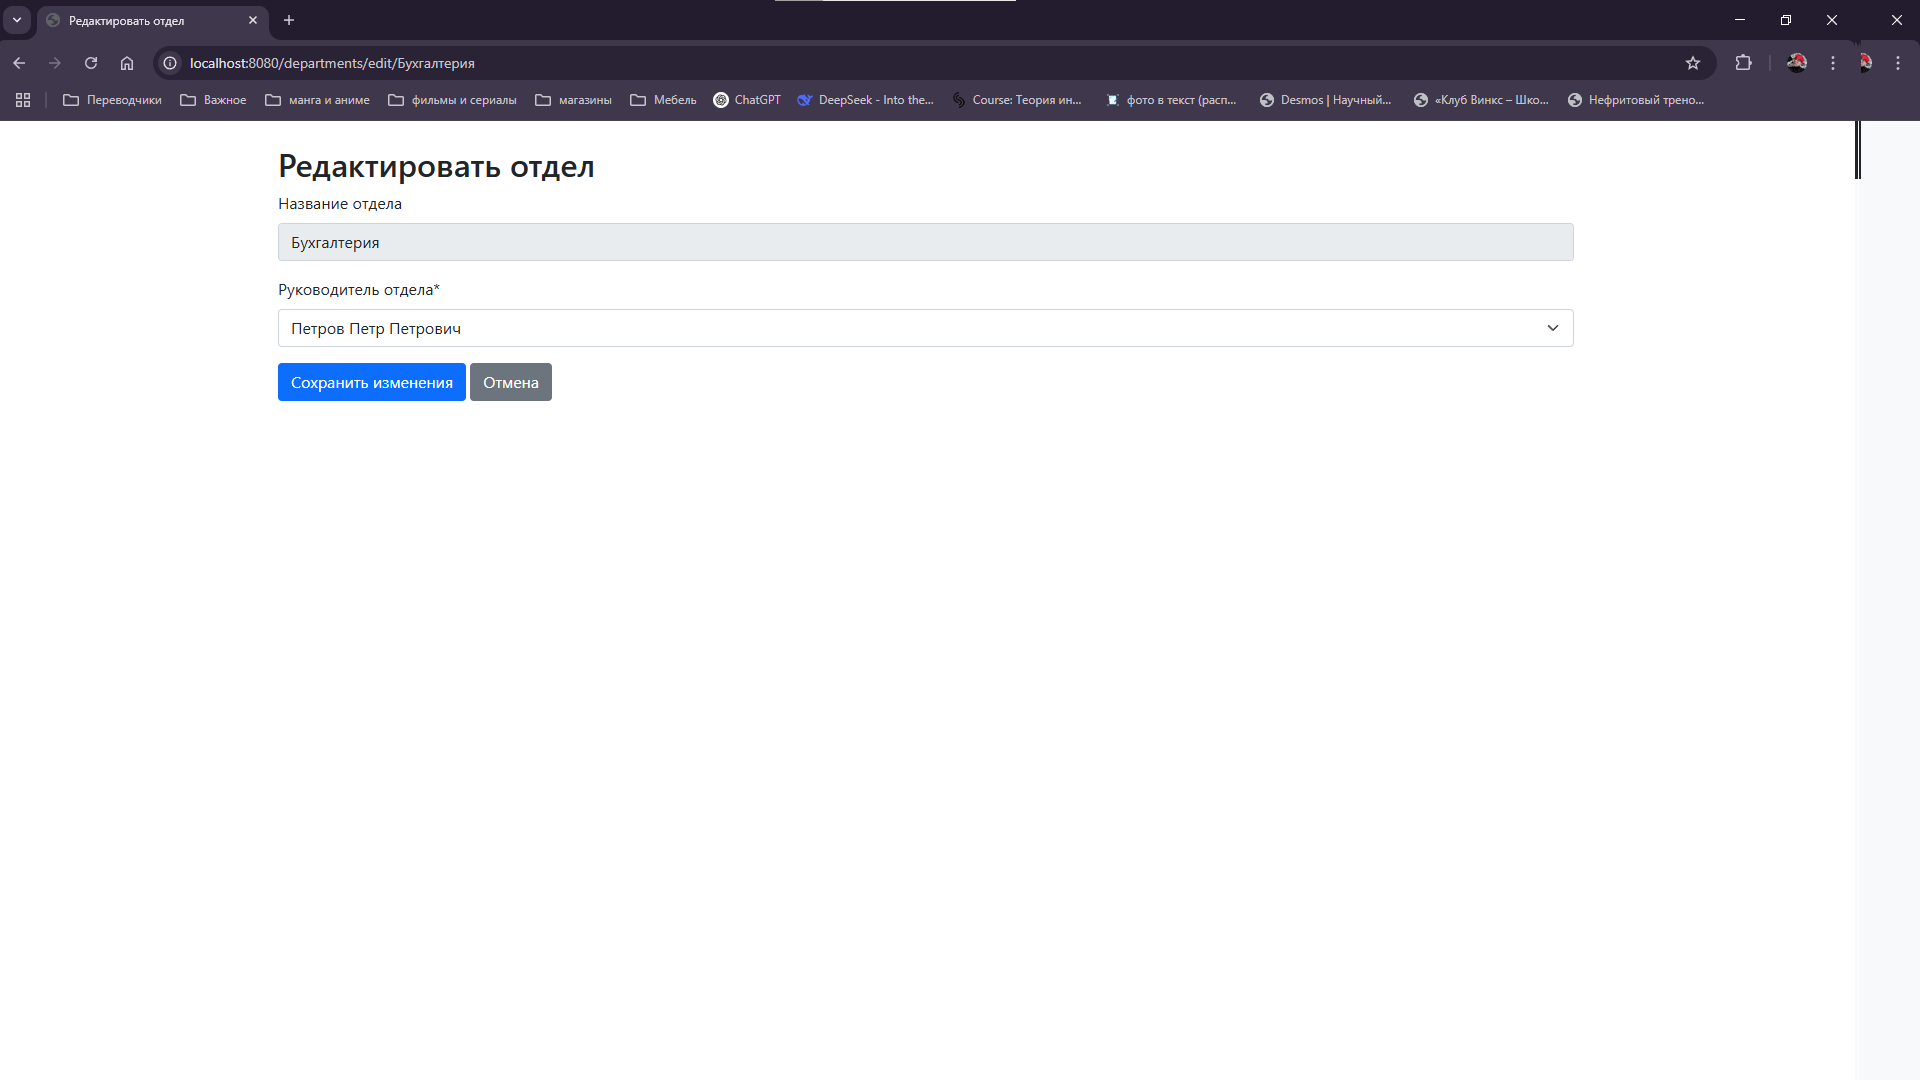 Редактировать отдел
localhost:8080/departments/edit/Бухгалтерия
Переводчики Важное манга и аниме фильмы и сериалы магазины Мебель ChatGPT DeepSeek - Into the... Course: Теория ин... фото в текст (расп... Desmos | Научный... «Клуб Винкс – Шко... Нефритовый трено...
Редактировать отдел
Название отдела
Бухгалтерия
Руководитель отдела*
Петров Петр Петрович
Сохранить изменения Отмена